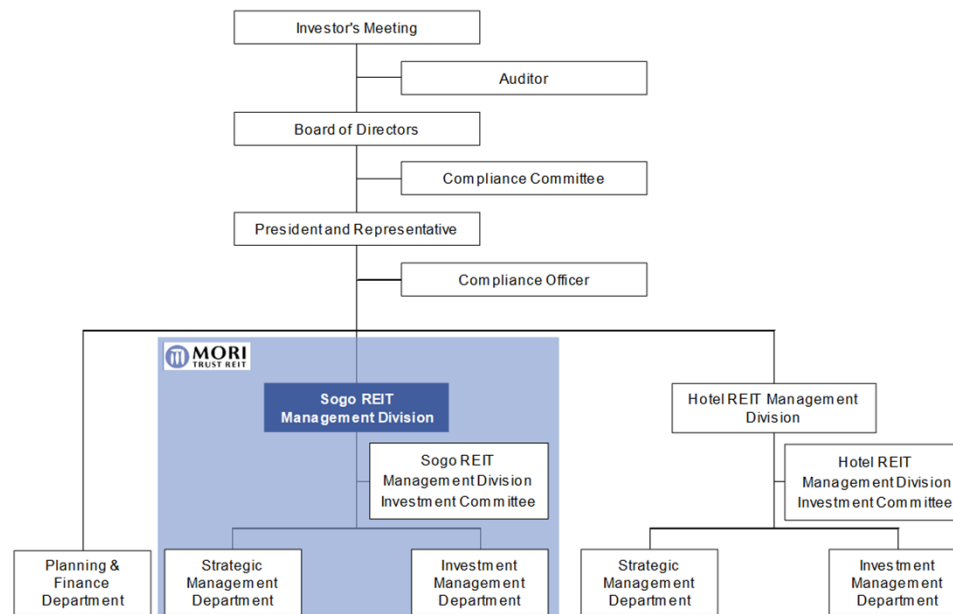 Investor's Meeting
Auditor
Board of Directors
Compliance Committee
President and Representative
Compliance Officer
MORI
TRUST REIT
Sogo REIT
Management Division
Hotel REIT Management
Division
Sogo REIT
Management Division
Investment Committee
Hotel REIT
Management Division
Investment Committee
Planning &
Finance
Department
Strategic
Management
Department
Investment
Management
Department
Strategic
Management
Department
Investment
Management
Department